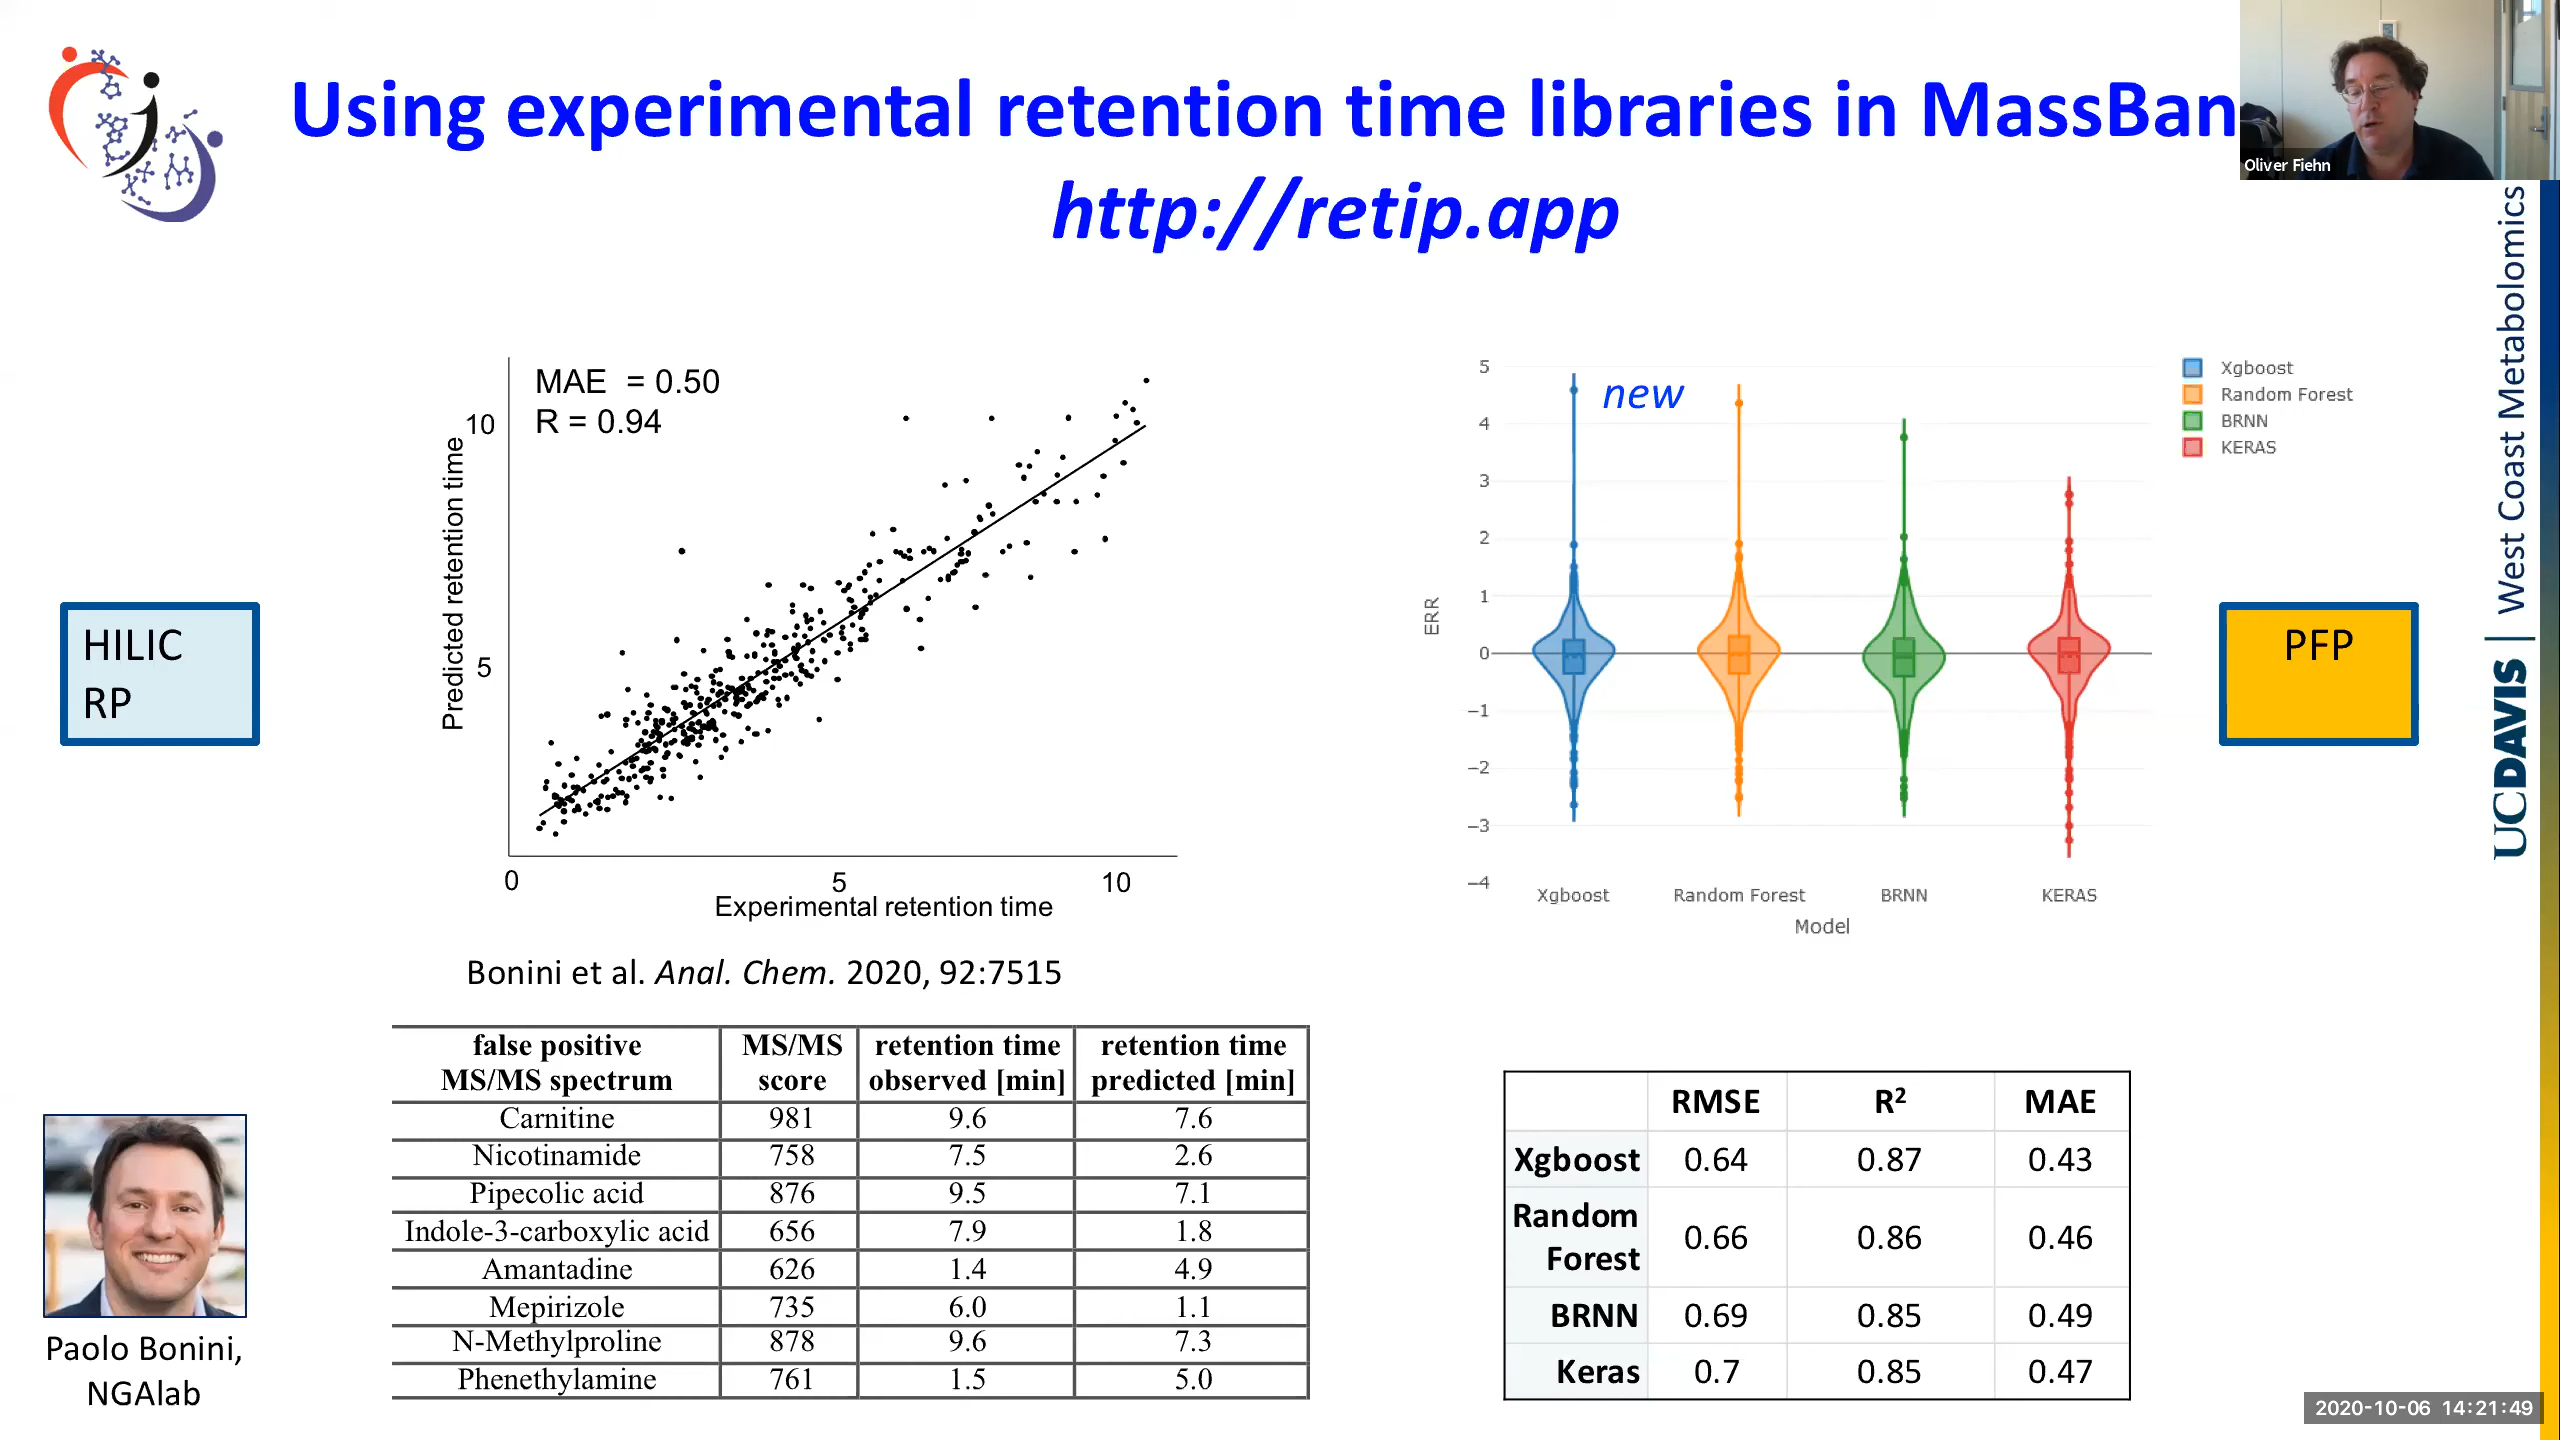 Using experimental retention time libraries in MassBan
http://retip.app
Oliver Fiehn
UCDAVIS | West Coast Metabolomics
HILIC
RP
MAE = 0.50
R = 0.94
Predicted retention time
10
5
0
5
10
Experimental retention time
Bonini et al. Anal. Chem. 2020, 92:7515
new
5
4
3
2
1
0
−1
−2
−3
−4
ERR
Xgboost
Random Forest
BRNN
KERAS
Model
Xgboost
Random Forest
BRNN
KERAS
PFP
false positive MS/MS spectrum | MS/MS score | retention time observed [min] | retention time predicted [min]
Carnitine 981 9.6 7.6
Nicotinamide 758 7.5 2.6
Pipecolic acid 876 9.5 7.1
Indole-3-carboxylic acid 656 7.9 1.8
Amantadine 626 1.4 4.9
Mepirizole 735 6.0 1.1
N-Methylproline 878 9.6 7.3
Phenethylamine 761 1.5 5.0
RMSE R² MAE
Xgboost 0.64 0.87 0.43
Random Forest 0.66 0.86 0.46
BRNN 0.69 0.85 0.49
Keras 0.7 0.85 0.47
Paolo Bonini,
NGAlab
2020-10-06 14:21:49